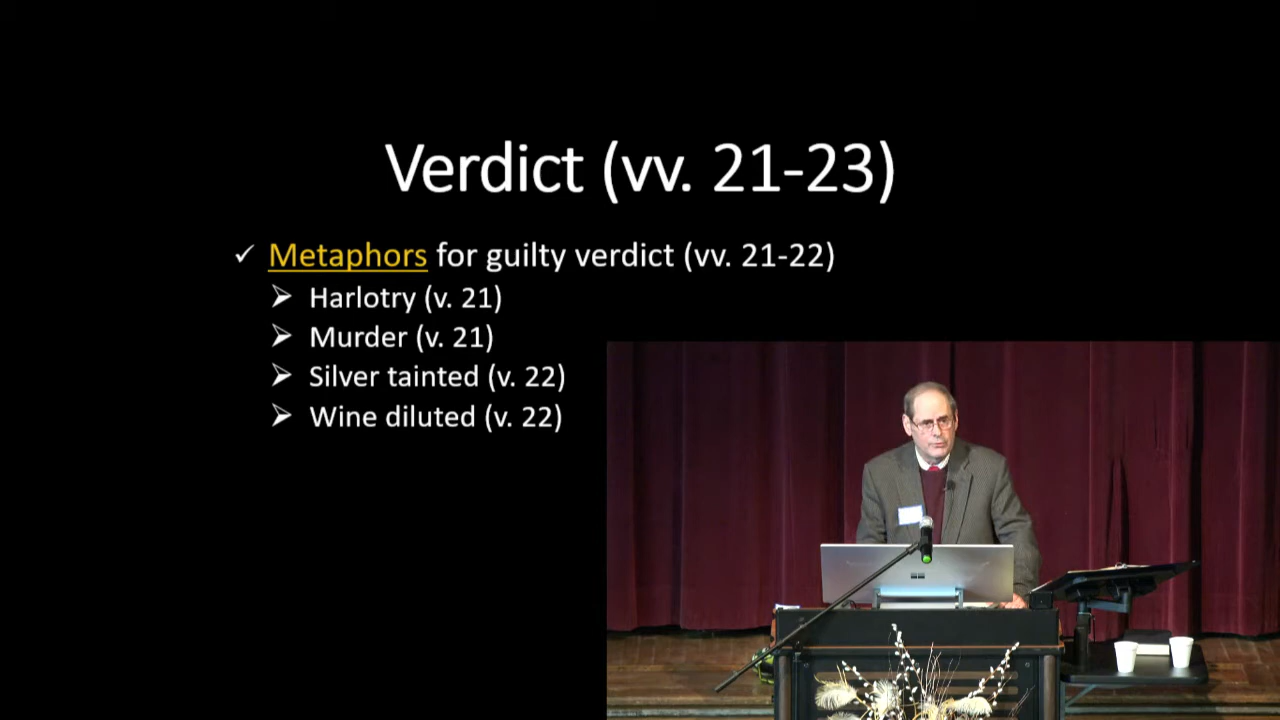 Verdict (vv. 21-23)
✓ Metaphors for guilty verdict (vv. 21-22)
➢ Harlotry (v. 21)
➢ Murder (v. 21)
➢ Silver tainted (v. 22)
➢ Wine diluted (v. 22)